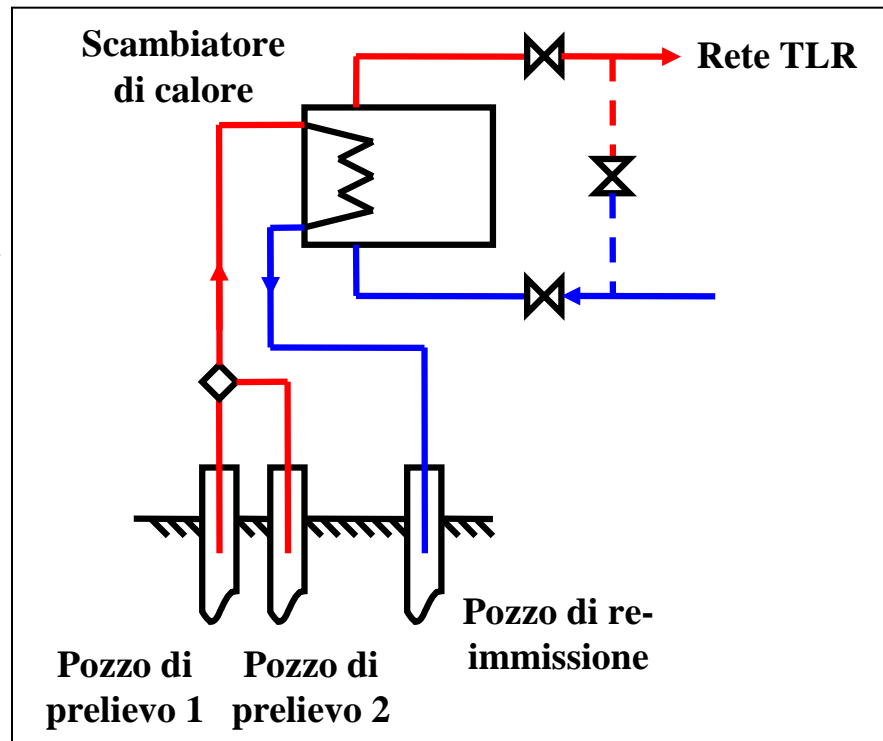 Scambiatore
di calore
Rete TLR
Pozzo di re-
immissione
Pozzo di
prelievo 1
Pozzo di
prelievo 2